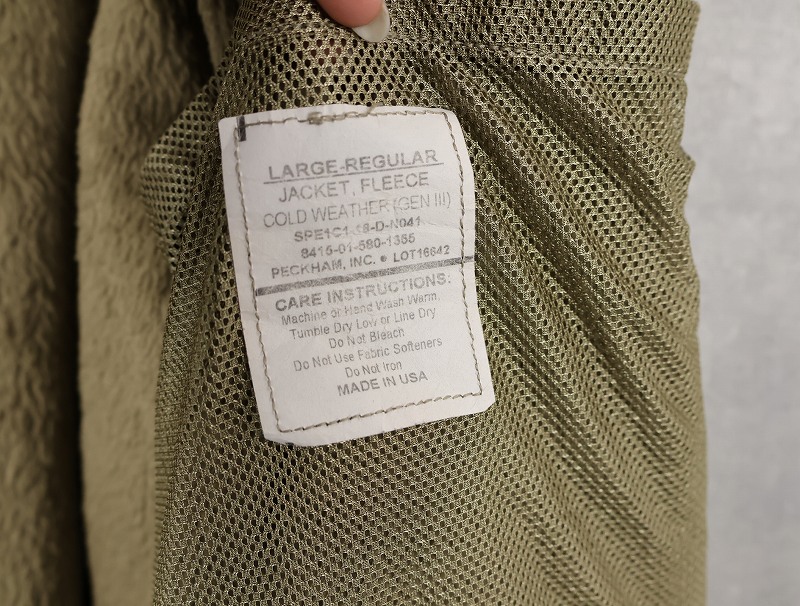 LARGE-REGULAR
JACKET, FLEECE
COLD WEATHER (GEN III)
8415-01-580-1355
PECKHAM, INC. • LOT16642
CARE INSTRUCTIONS:
Machine or Hand Wash Warm,
Tumble Dry Low or Line Dry
Do Not Bleach
Do Not Use Fabric Softeners
Do Not Iron
MADE IN USA